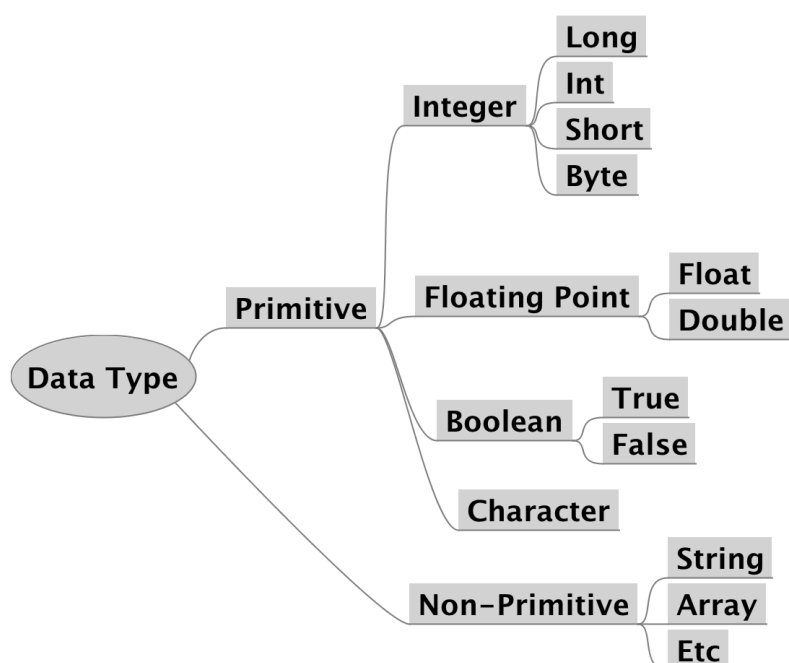 Data Type
Primitive
Integer
Long
Int
Short
Byte
Floating Point
Float
Double
Boolean
True
False
Character
Non-Primitive
String
Array
Etc